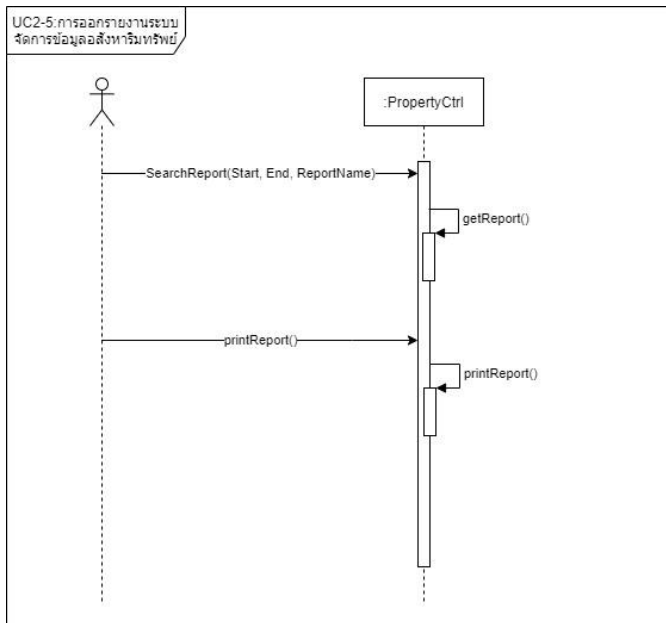 UC2-5:การออกรายงานระบบ
จัดการข้อมูลอสังหาริมทรัพย์
:PropertyCtrl
SearchReport(Start, End, ReportName)
getReport()
printReport()
printReport()